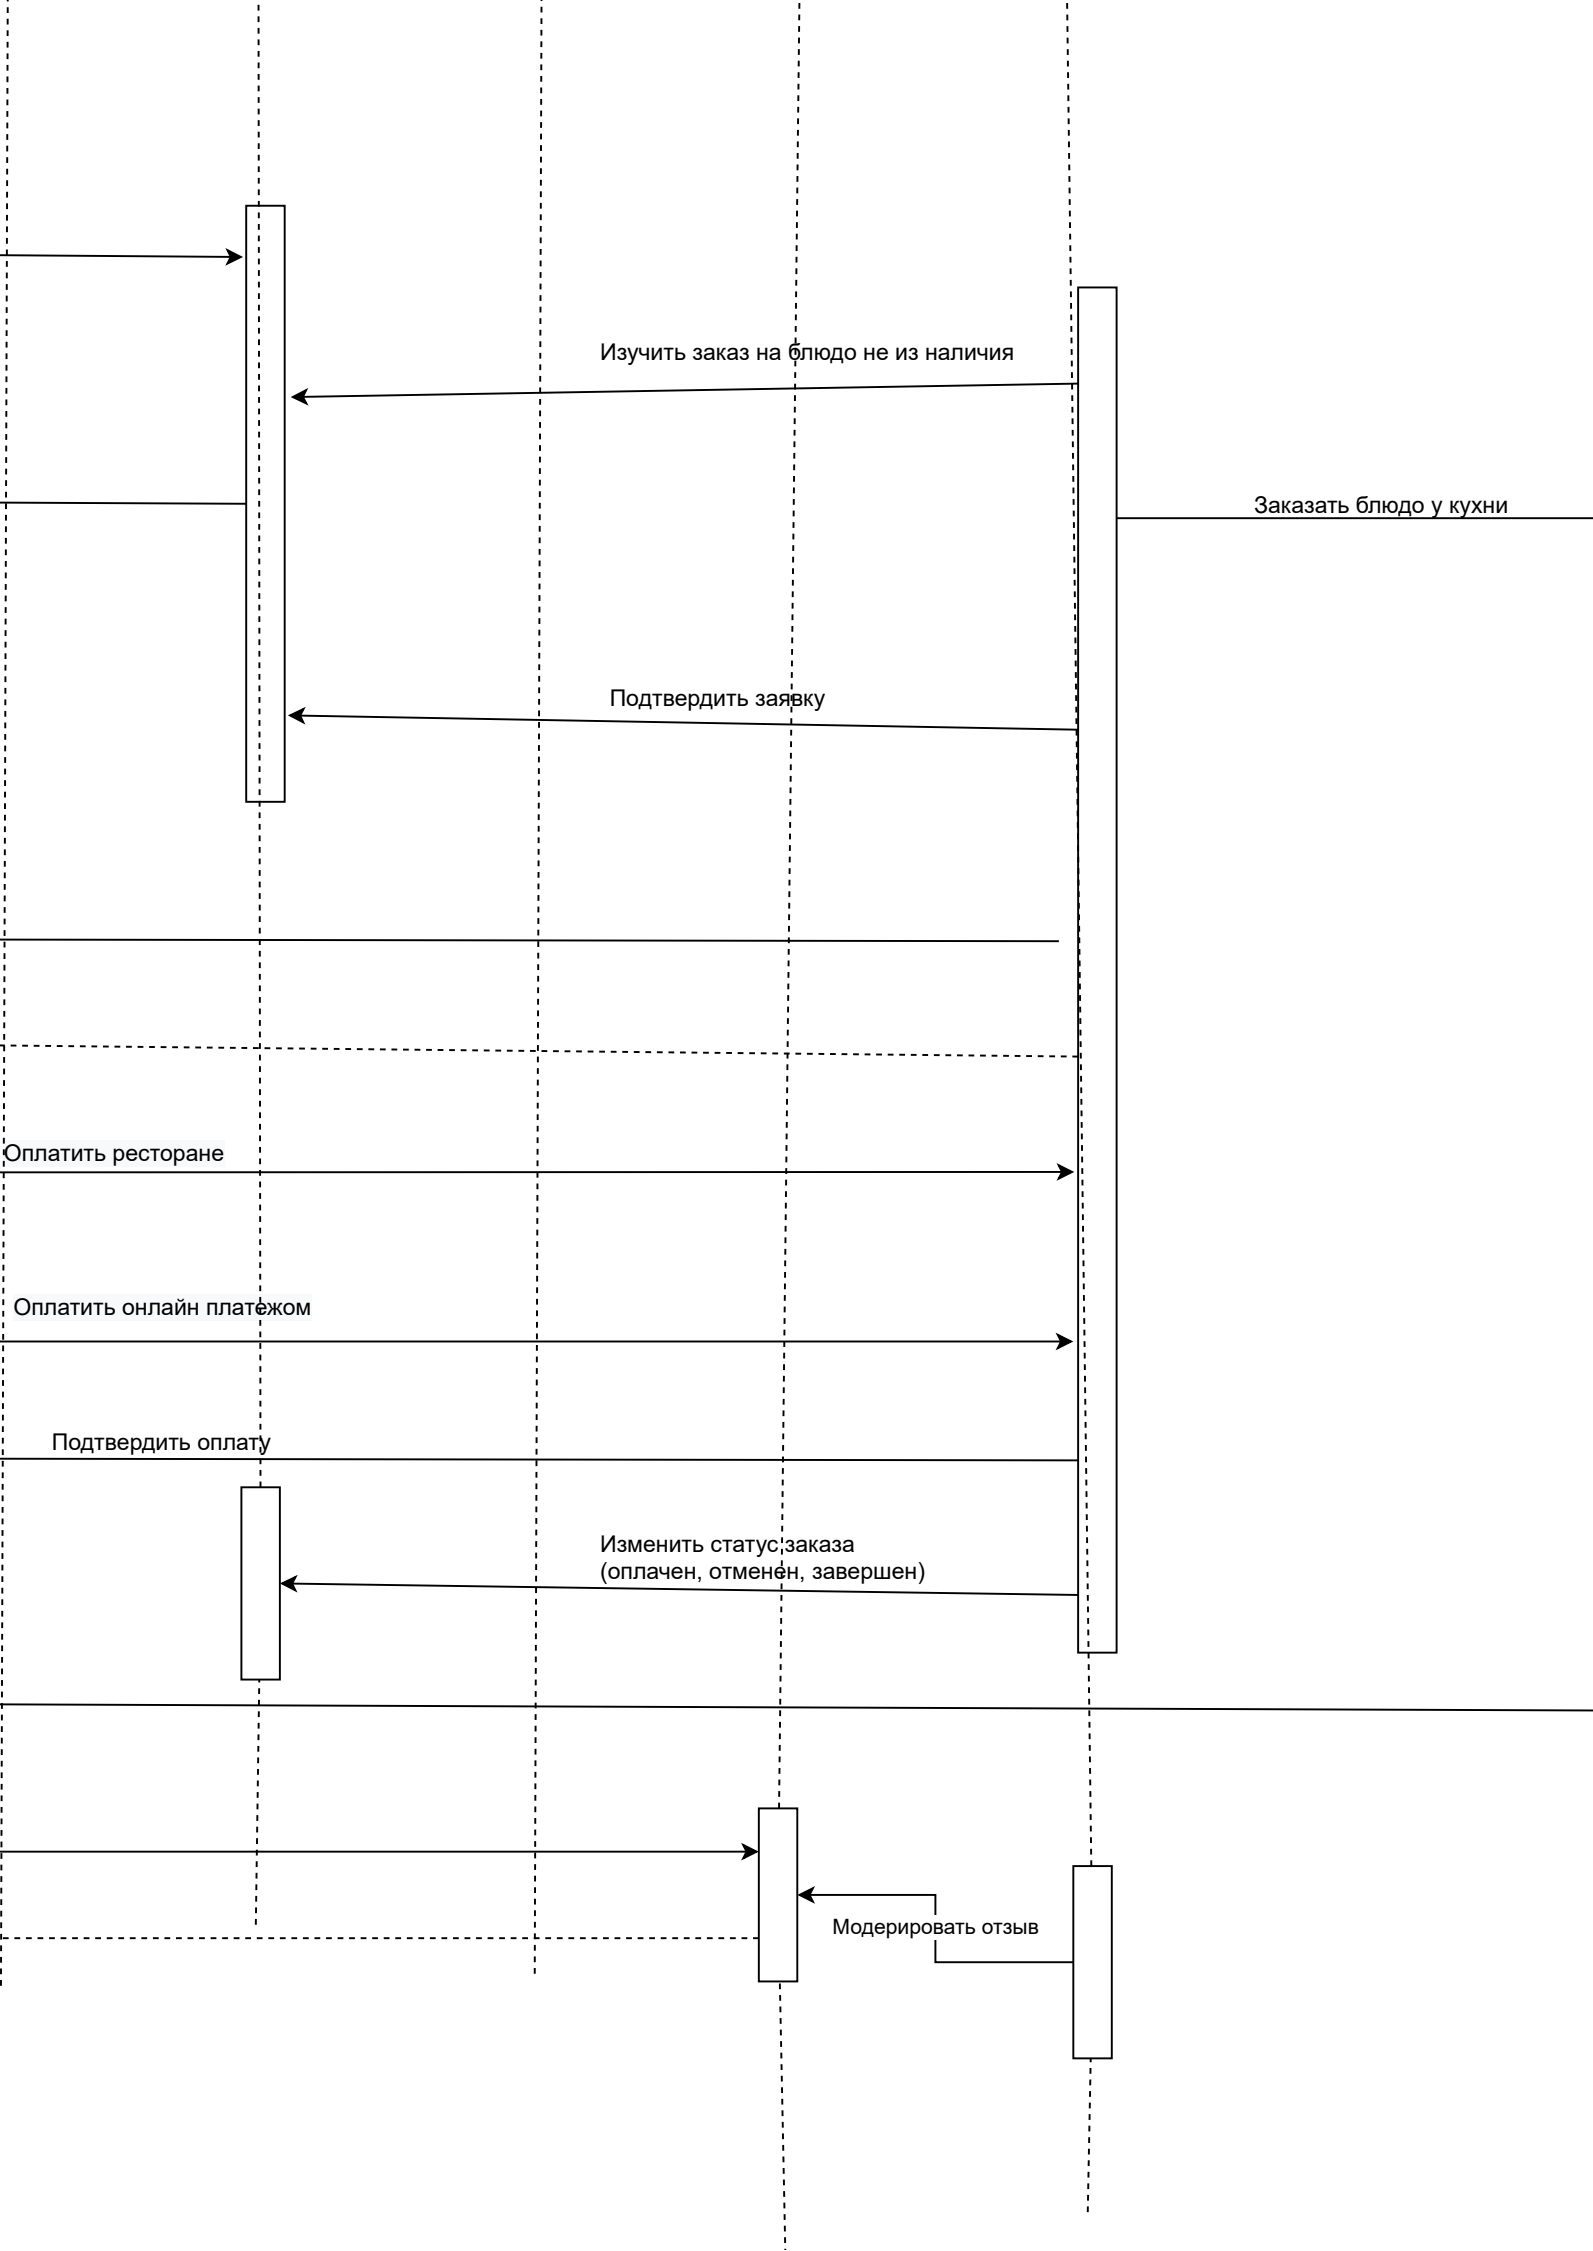 Изучить заказ на блюдо не из наличия
Заказать блюдо у кухни
Подтвердить заявку
Оплатить ресторане
Оплатить онлайн платежом
Подтвердить оплату
Изменить статус заказа
(оплачен, отменен, завершен)
Модерировать отзыв